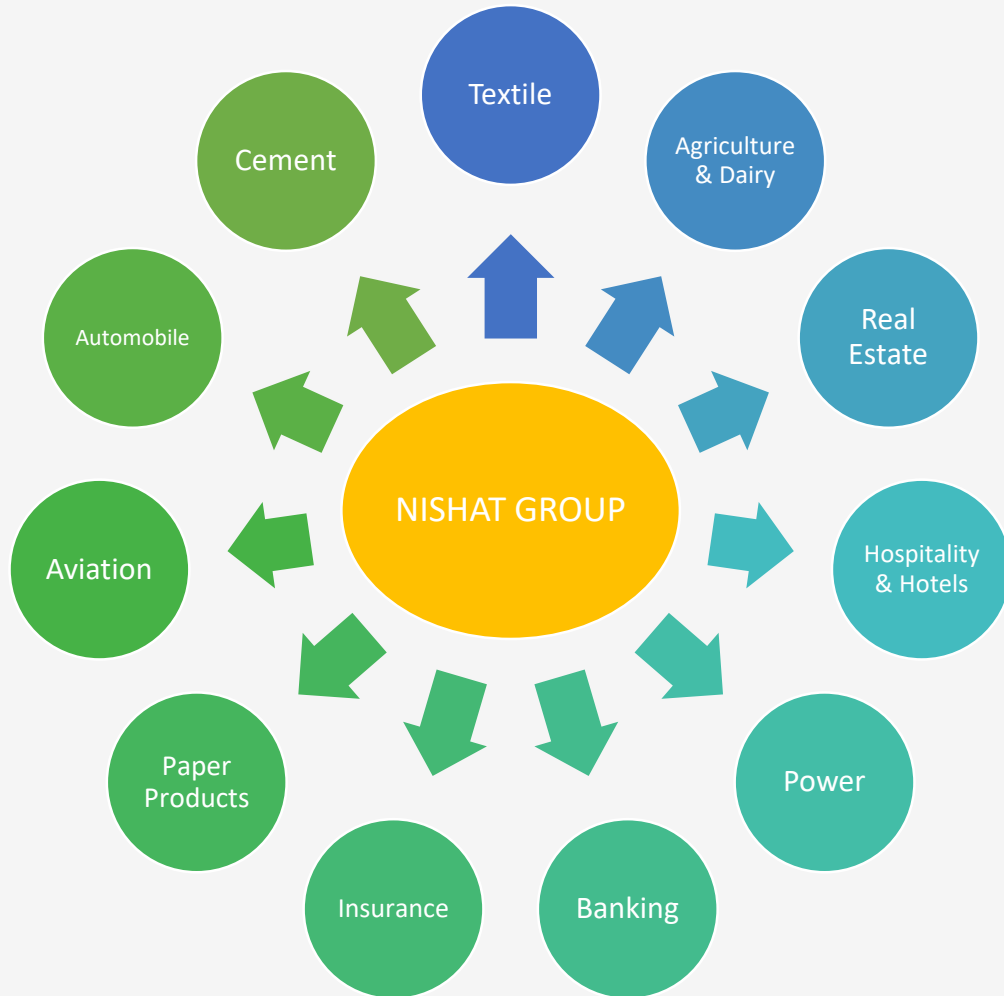 Textile
Agriculture
& Dairy
Real
Estate
Hospitality
& Hotels
Power
Banking
Insurance
Paper
Products
Aviation
Automobile
Cement
NISHAT GROUP